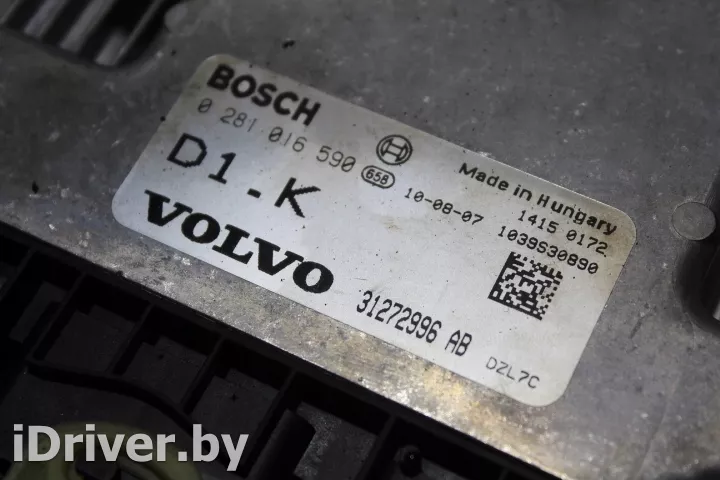 BOSCH
0 281 016 590 658 10-08-07
Made in Hungary
1415 0172
1039S30890
D1-K
VOLVO
31272996 AB
DZL7C
iDriver.by